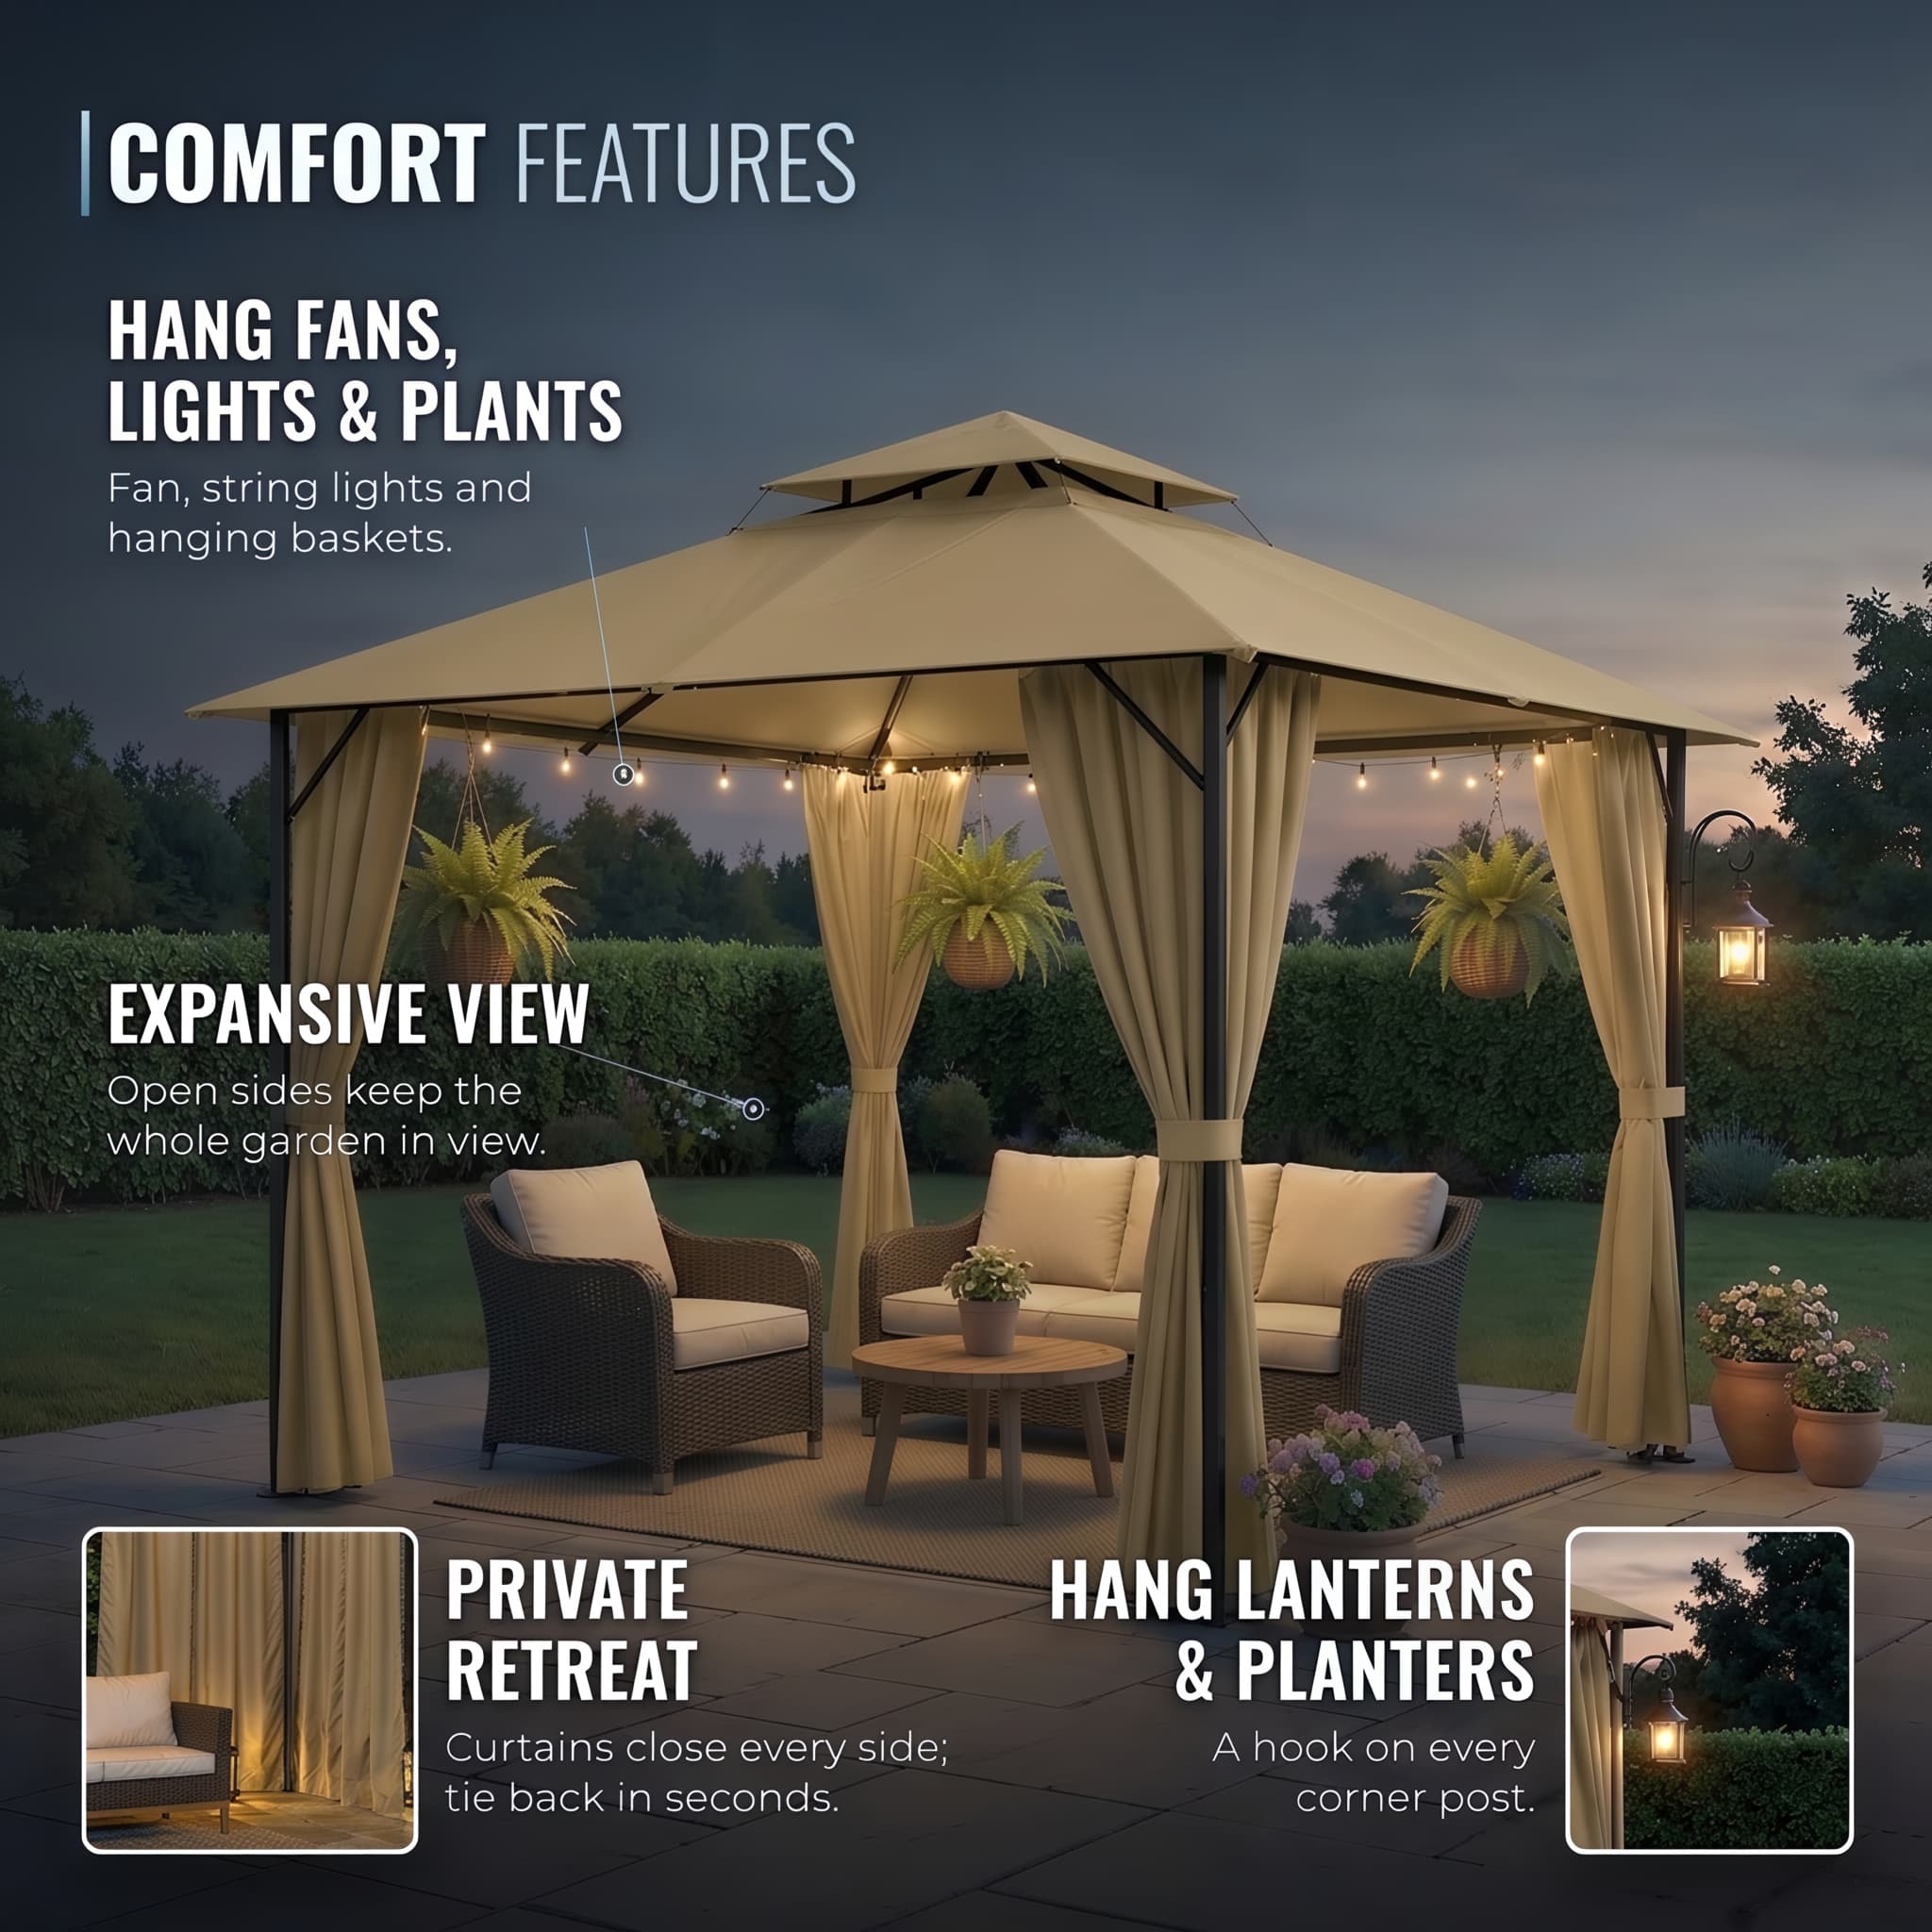 COMFORT FEATURES
HANG FANS,
LIGHTS & PLANTS
Fan, string lights and
hanging baskets.
EXPANSIVE VIEW
Open sides keep the
whole garden in view.
PRIVATE
RETREAT
Curtains close every side;
tie back in seconds.
HANG LANTERNS
& PLANTERS
A hook on every
corner post.